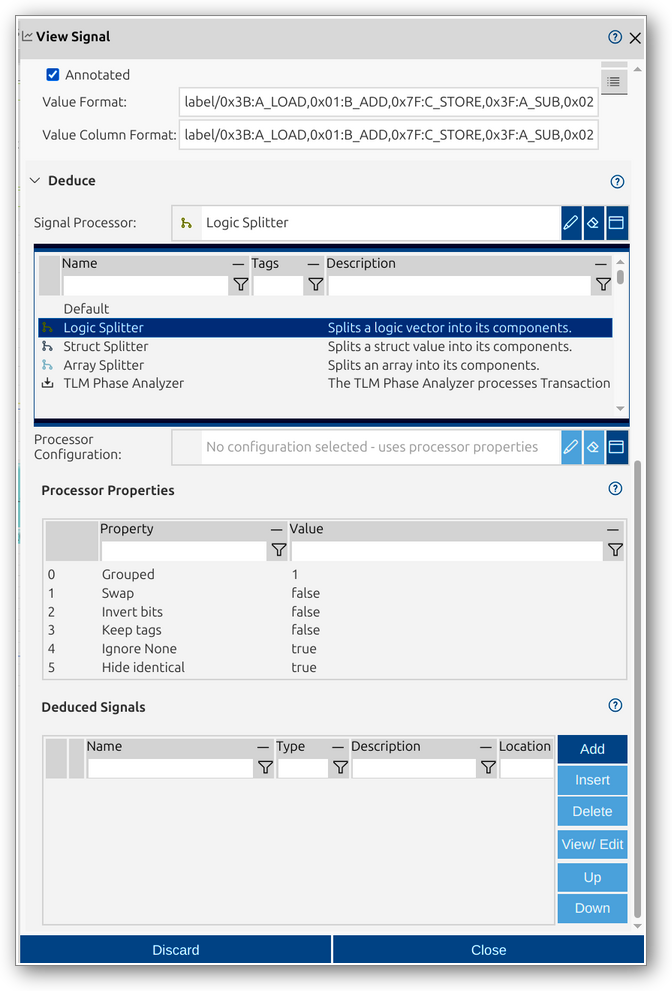 View Signal
Annotated
Value Format: label/0x3B:A_LOAD,0x01:B_ADD,0x7F:C_STORE,0x3F:A_SUB,0x02
Value Column Format: label/0x3B:A_LOAD,0x01:B_ADD,0x7F:C_STORE,0x3F:A_SUB,0x02
Deduce
Signal Processor: Logic Splitter
Name Tags Description
Default
Logic Splitter Splits a logic vector into its components.
Struct Splitter Splits a struct value into its components.
Array Splitter Splits an array into its components.
TLM Phase Analyzer The TLM Phase Analyzer processes Transaction
Processor
Configuration: No configuration selected - uses processor properties
Processor Properties
Property Value
0 Grouped 1
1 Swap false
2 Invert bits false
3 Keep tags false
4 Ignore None true
5 Hide identical true
Deduced Signals
Name Type Description Location
Add
Insert
Delete
View/ Edit
Up
Down
Discard Close